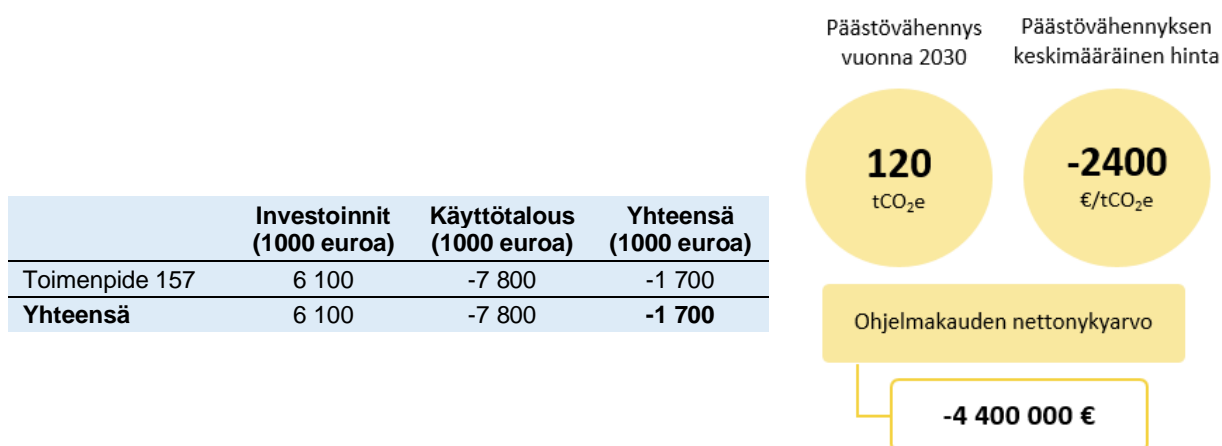 Investoinnit Käyttötalous Yhteensä
(1000 euroa) (1000 euroa) (1000 euroa)
Toimenpide 157 6 100 -7 800 -1 700
Yhteensä 6 100 -7 800 -1 700
Päästövähennys
vuonna 2030
Päästövähennyksen
keskimääräinen hinta
120
tCO₂e
-2400
€/tCO₂e
Ohjelmakauden nettonykyarvo
-4 400 000 €